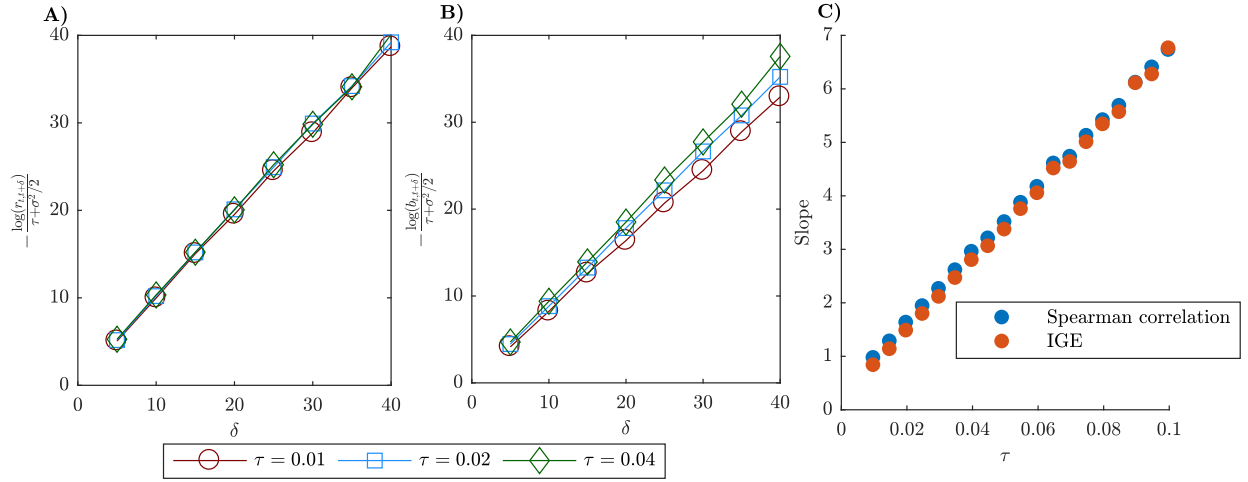 A)
40
30
20
10
0
0 10 20 30 40
δ
− log(r_{t,t+δ}) / τ+σ²/2
B)
40
30
20
10
0
0 10 20 30 40
δ
− log(b_{t,t+δ}) / τ+σ²/2
C)
7
6
5
4
3
2
1
0
0 0.02 0.04 0.06 0.08 0.1
τ
Slope
Spearman correlation
IGE
τ = 0.01 τ = 0.02 τ = 0.04